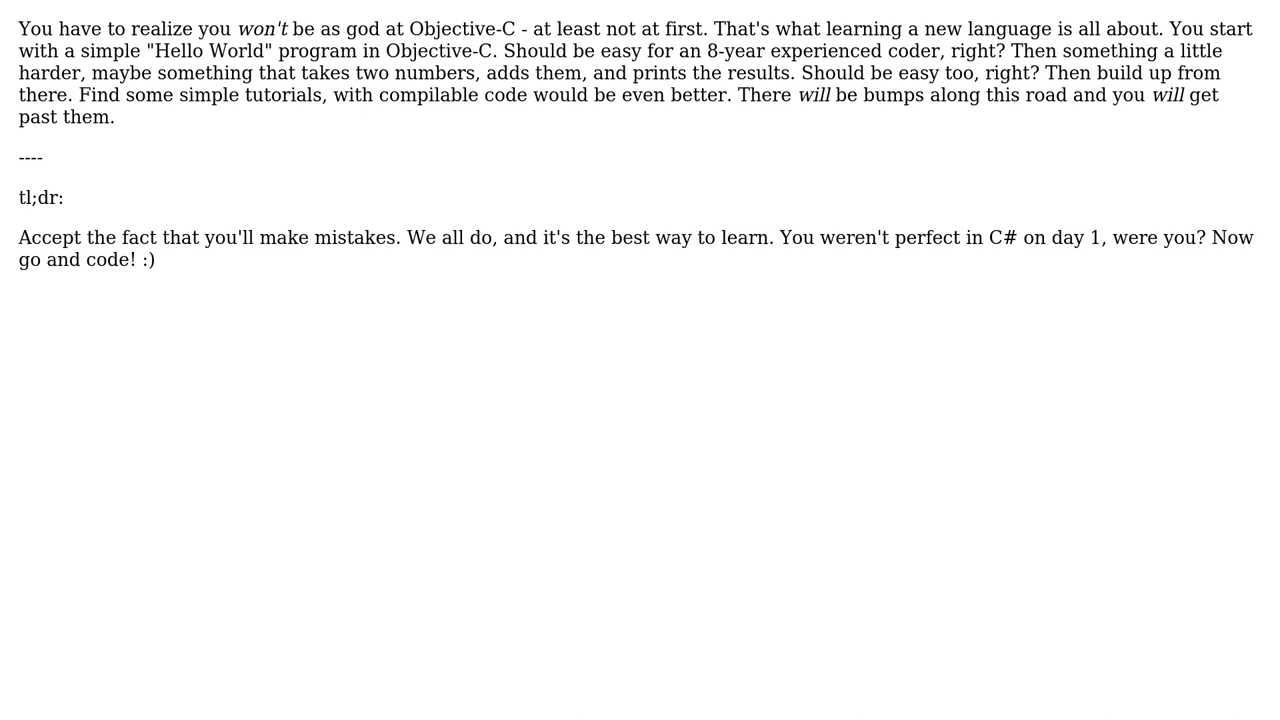 You have to realize you won't be as god at Objective-C - at least not at first. That's what learning a new language is all about. You start
with a simple "Hello World" program in Objective-C. Should be easy for an 8-year experienced coder, right? Then something a little
harder, maybe something that takes two numbers, adds them, and prints the results. Should be easy too, right? Then build up from
there. Find some simple tutorials, with compilable code would be even better. There will be bumps along this road and you will get
past them.
----
tl;dr:
Accept the fact that you'll make mistakes. We all do, and it's the best way to learn. You weren't perfect in C# on day 1, were you? Now
go and code! :)